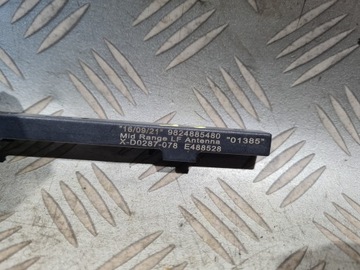 "16/09/21" 9824885480
Mid Range LF Antenna "01385"
X-D0287-078 E488528